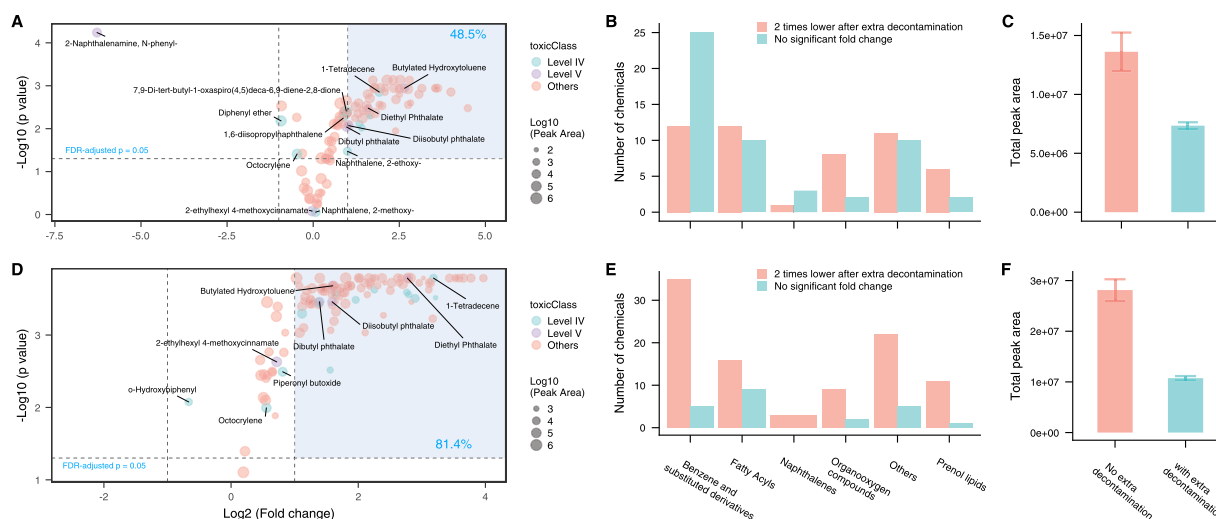 A
48.5%
2-Naphthalenamine, N-phenyl-
1-Tetradecene
Butylated Hydroxytoluene
7,9-Di-tert-butyl-1-oxaspiro(4,5)deca-6,9-diene-2,8-dione
Diphenyl ether
Diethyl Phthalate
1,6-diisopropylnaphthalene
Diisobutyl phthalate
Dibutyl phthalate
FDR-adjusted p = 0.05
Octocrylene
Naphthalene, 2-ethoxy-
2-ethylhexyl 4-methoxycinnamate
Naphthalene, 2-methoxy-
-Log10 (p value)
4
3
2
1
0
-7.5
-5.0
-2.5
0.0
2.5
5.0
toxicClass
Level IV
Level V
Others
Log10
(Peak Area)
2
3
4
5
6
B
2 times lower after extra decontamination
No significant fold change
Number of chemicals
25
20
15
10
5
0
C
Total peak area
1.5e+07
1.0e+07
5.0e+06
0.0e+00
D
Butylated Hydroxytoluene
1-Tetradecene
Diisobutyl phthalate
Dibutyl phthalate
Diethyl Phthalate
2-ethylhexyl 4-methoxycinnamate
Piperonyl butoxide
o-Hydroxybiphenyl
Octocrylene
81.4%
FDR-adjusted p = 0.05
-Log10 (p value)
3
2
1
-2
0
2
4
Log2 (Fold change)
toxicClass
Level IV
Level V
Others
Log10
(Peak Area)
3
4
5
6
E
2 times lower after extra decontamination
No significant fold change
Number of chemicals
30
20
10
0
Benzene and
substituted derivatives
Fatty Acyls
Naphthalenes
Organooxygen
compounds
Others
Prenol lipids
F
Total peak area
3e+07
2e+07
1e+07
0e+00
No extra
decontamination
with extra
decontamination